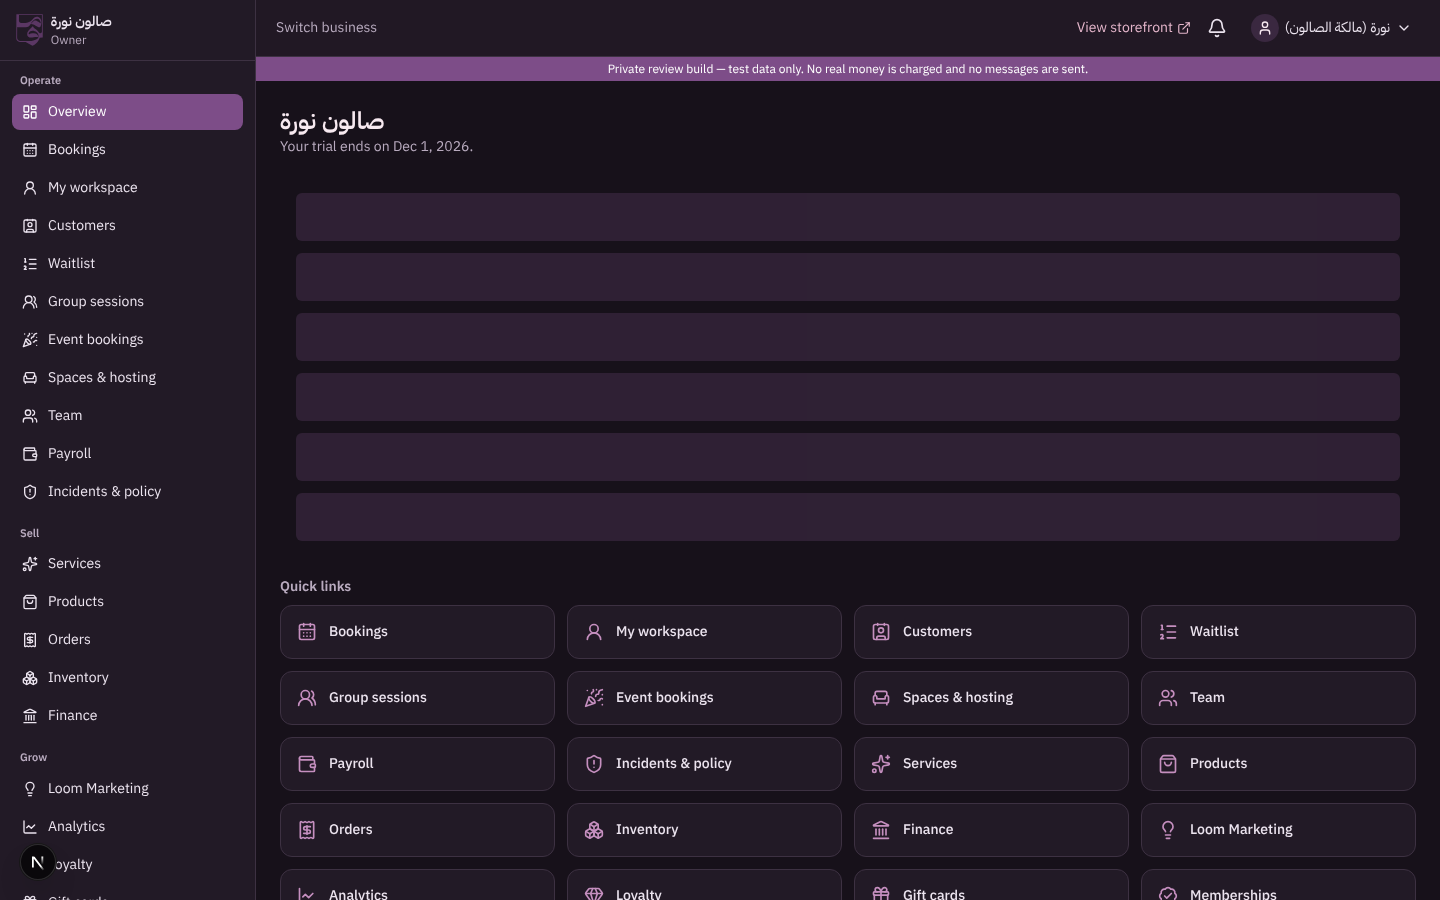 صالون نورة
Owner
Switch business
View storefront
نورة (مالكة الصالون)
Private review build — test data only. No real money is charged and no messages are sent.
Operate
Overview
Bookings
My workspace
Customers
Waitlist
Group sessions
Event bookings
Spaces & hosting
Team
Payroll
Incidents & policy
Sell
Services
Products
Orders
Inventory
Finance
Grow
Loom Marketing
Analytics
oyalty
Gift cards
صالون نورة
Your trial ends on Dec 1, 2026.
Quick links
Bookings
My workspace
Customers
Waitlist
Group sessions
Event bookings
Spaces & hosting
Team
Payroll
Incidents & policy
Services
Products
Orders
Inventory
Finance
Loom Marketing
Analytics
Loyalty
Gift cards
Memberships